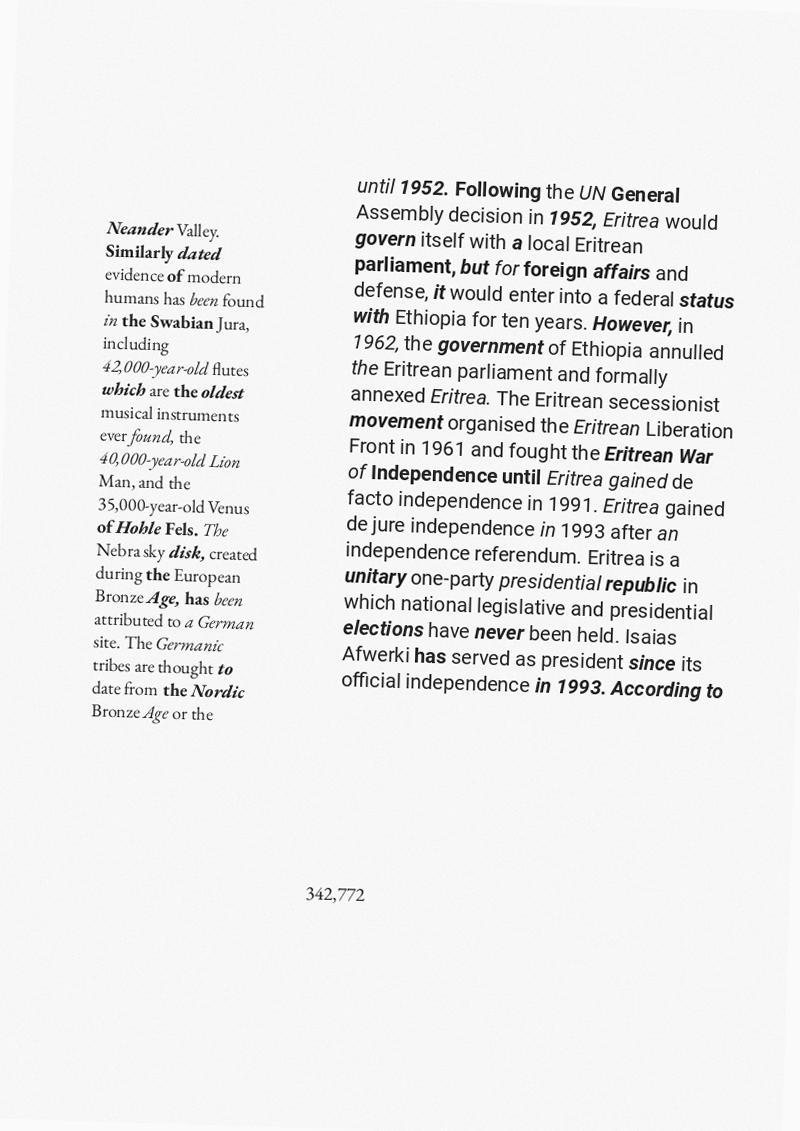 Neander Valley.
Similarly dated
evidence of modern
humans has been found
in the Swabian Jura,
including
42,000-year-old flutes
which are the oldest
musical instruments
ever found, the
40,000-year-old Lion
Man, and the
35,000-year-old Venus
of Hohle Fels. The
Nebra sky disk, created
during the European
Bronze Age, has been
attributed to a German
site. The Germanic
tribes are thought to
date from the Nordic
Bronze Age or the
until 1952. Following the UN General
Assembly decision in 1952, Eritrea would
govern itself with a local Eritrean
parliament, but for foreign affairs and
defense, it would enter into a federal status
with Ethiopia for ten years. However, in
1962, the government of Ethiopia annulled
the Eritrean parliament and formally
annexed Eritrea. The Eritrean secessionist
movement organised the Eritrean Liberation
Front in 1961 and fought the Eritrean War
of Independence until Eritrea gained de
facto independence in 1991. Eritrea gained
de jure independence in 1993 after an
independence referendum. Eritrea is a
unitary one-party presidential republic in
which national legislative and presidential
elections have never been held. Isaias
Afwerki has served as president since its
official independence in 1993. According to
342,772